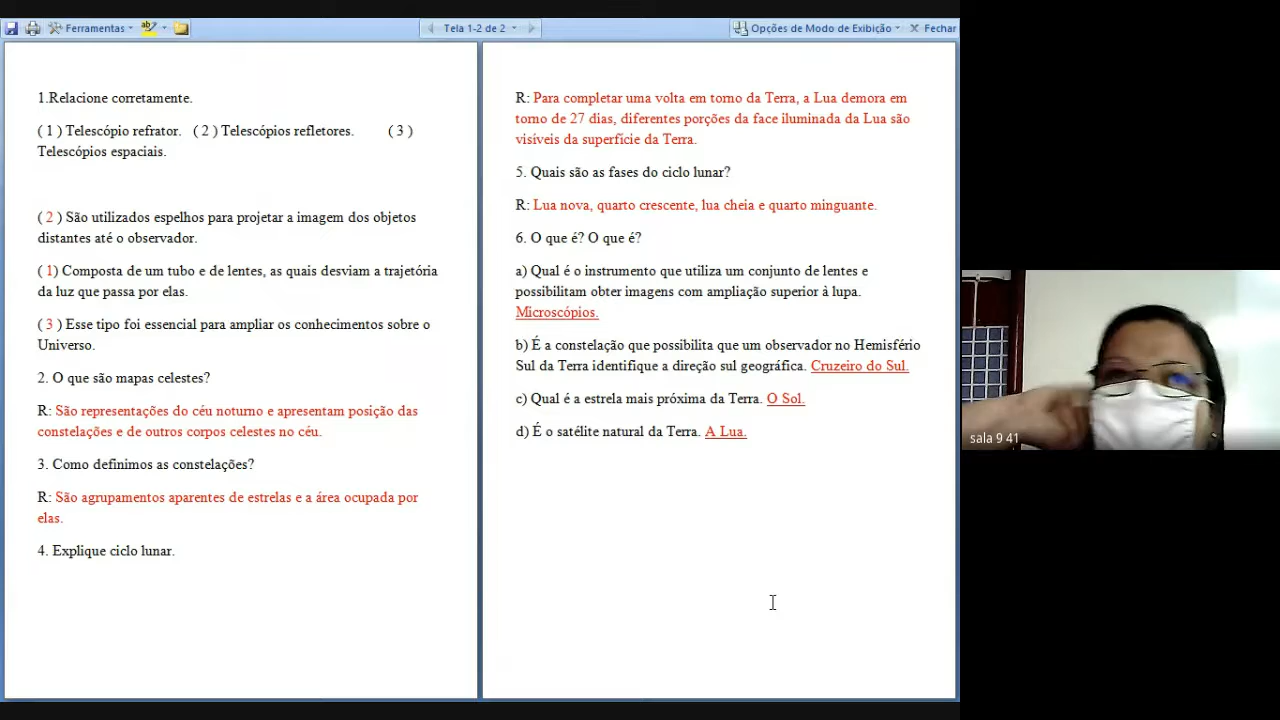 Ferramentas
Tela 1-2 de 2
Opções de Modo de Exibição
Fechar
1.Relacione corretamente.
( 1 ) Telescópio refrator. ( 2 ) Telescópios refletores. ( 3 )
Telescópios espaciais.
( 2 ) São utilizados espelhos para projetar a imagem dos objetos
distantes até o observador.
( 1) Composta de um tubo e de lentes, as quais desviam a trajetória
da luz que passa por elas.
( 3 ) Esse tipo foi essencial para ampliar os conhecimentos sobre o
Universo.
2. O que são mapas celestes?
R: São representações do céu noturno e apresentam posição das
constelações e de outros corpos celestes no céu.
3. Como definimos as constelações?
R: São agrupamentos aparentes de estrelas e a área ocupada por
elas.
4. Explique ciclo lunar.
R: Para completar uma volta em torno da Terra, a Lua demora em
torno de 27 dias, diferentes porções da face iluminada da Lua são
visíveis da superfície da Terra.
5. Quais são as fases do ciclo lunar?
R: Lua nova, quarto crescente, lua cheia e quarto minguante.
6. O que é? O que é?
a) Qual é o instrumento que utiliza um conjunto de lentes e
possibilitam obter imagens com ampliação superior à lupa.
Microscópios.
b) É a constelação que possibilita que um observador no Hemisfério
Sul da Terra identifique a direção sul geográfica. Cruzeiro do Sul.
c) Qual é a estrela mais próxima da Terra. O Sol.
d) É o satélite natural da Terra. A Lua.
sala 9 41